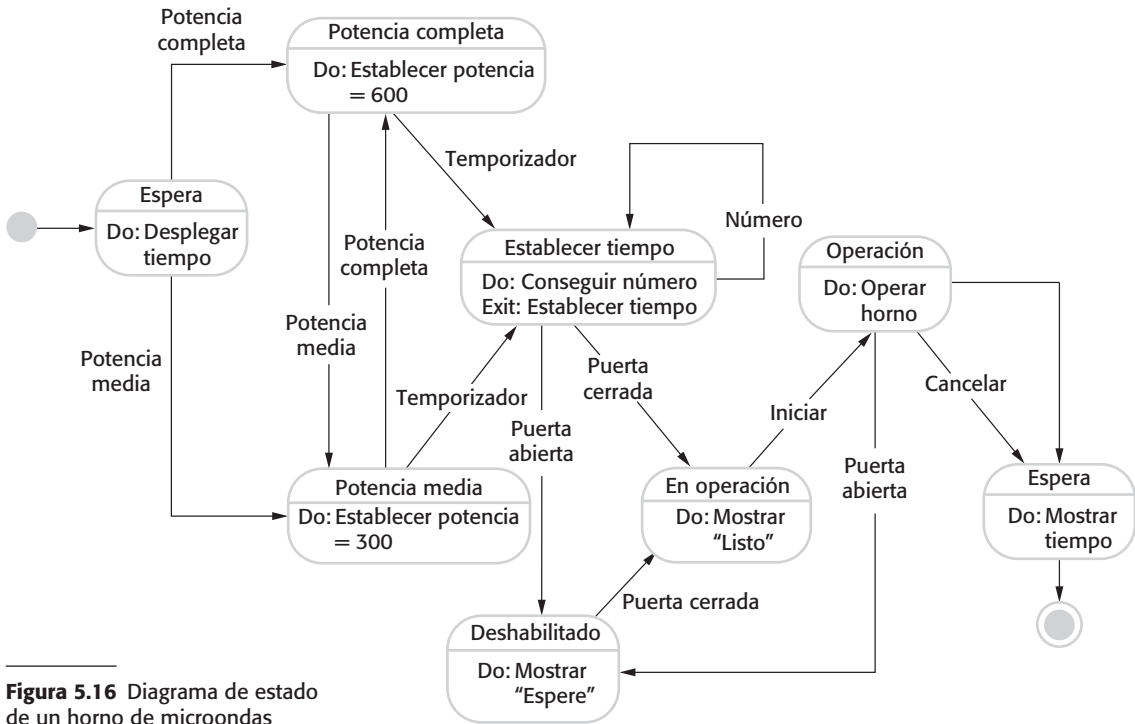 Potencia
completa
Potencia completa
Do: Establecer potencia
= 600
Temporizador
Espera
Do: Desplegar
tiempo
Potencia
completa
Número
Establecer tiempo
Do: Conseguir número
Exit: Establecer tiempo
Operación
Do: Operar
horno
Potencia
media
Potencia
media
Temporizador
Puerta
cerrada
Puerta
abierta
Iniciar
Cancelar
Puerta
abierta
Potencia media
Do: Establecer potencia
= 300
En operación
Do: Mostrar
“Listo”
Espera
Do: Mostrar
tiempo
Puerta cerrada
Deshabilitado
Do: Mostrar
“Espere”
Figura 5.16 Diagrama de estado
de un horno de microondas